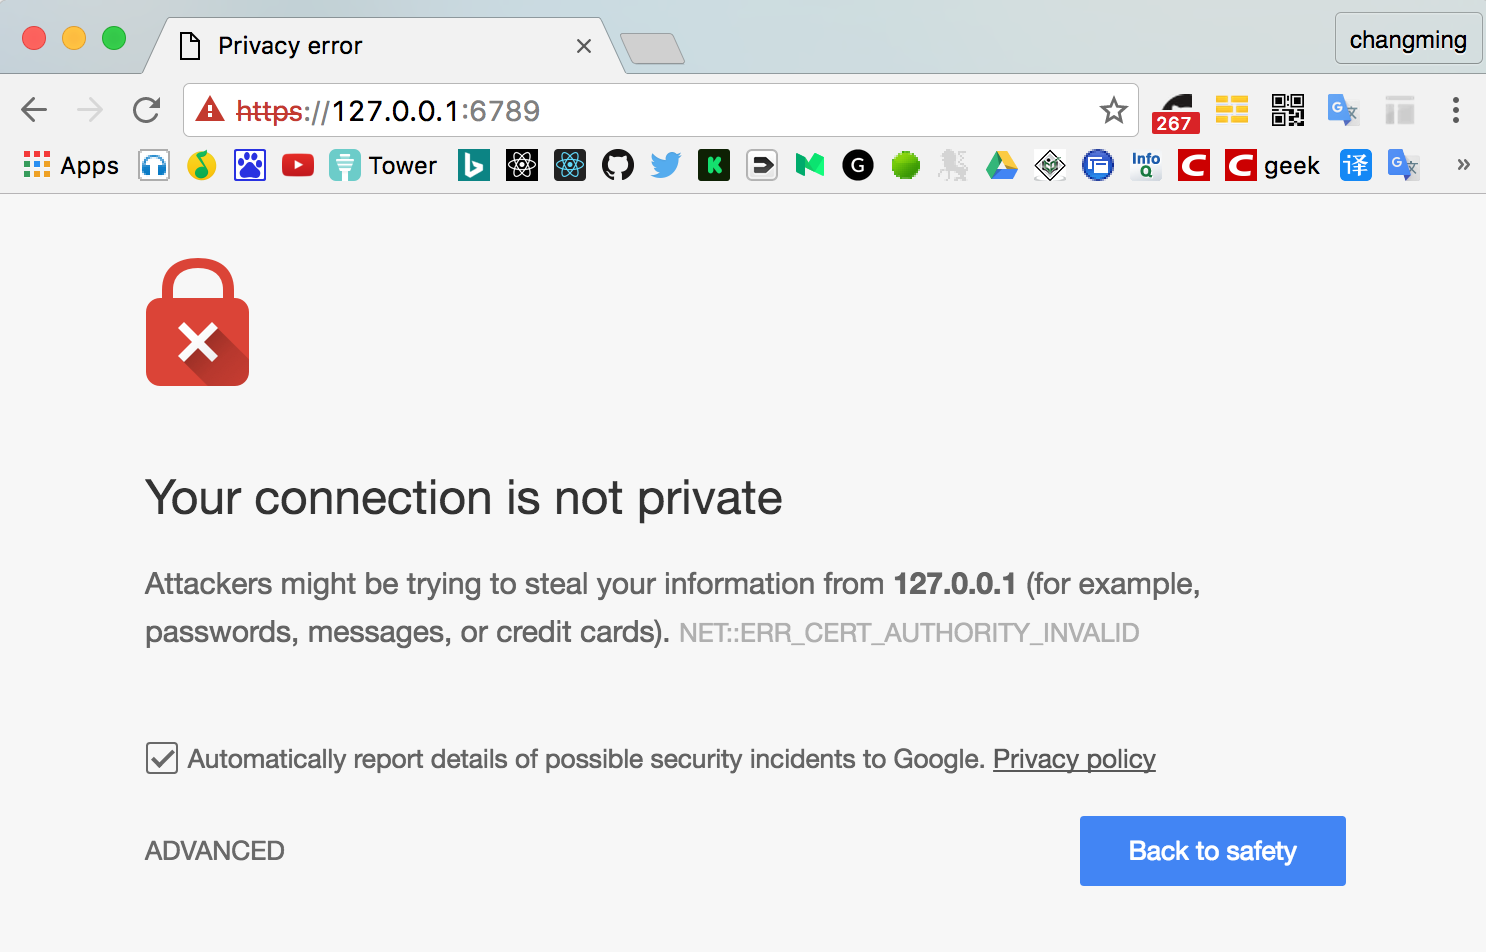 Privacy error
changming
https://127.0.0.1:6789
267
G
文
Apps
Tower
K
G
Info
Q
C
C
geek
译
G
文
Your connection is not private
Attackers might be trying to steal your information from 127.0.0.1 (for example,
passwords, messages, or credit cards). NET::ERR_CERT_AUTHORITY_INVALID
Automatically report details of possible security incidents to Google. Privacy policy
ADVANCED
Back to safety